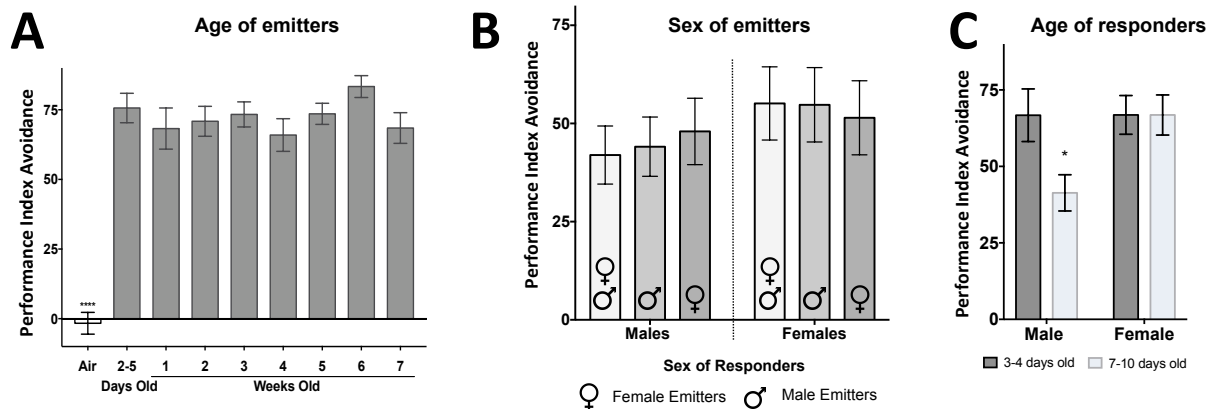 A
Age of emitters
Performance Index Avoidance
75
50
25
0
****
Air 2-5 1 2 3 4 5 6 7
Days Old Weeks Old
B
Sex of emitters
Performance Index Avoidance
75
50
25
0
♀ ♀
♂ ♂ ♀ ♂ ♂ ♀
Males Females
Sex of Responders
♀ Female Emitters ♂ Male Emitters
C
Age of responders
Performance Index Avoidance
75
50
25
0
*
Male Female
3-4 days old 7-10 days old